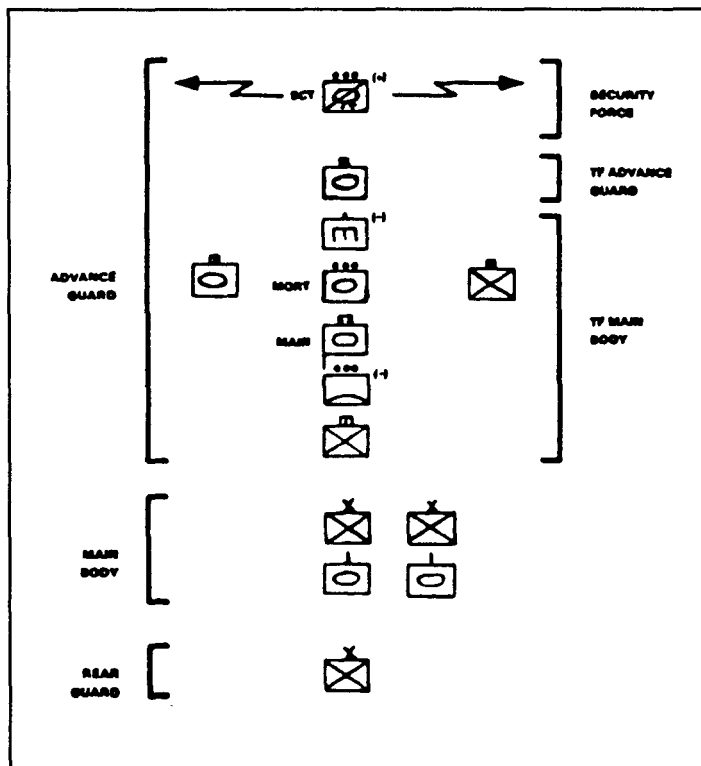 SCT
(+)
SECURITY
FORCE
TF ADVANCE
GUARD
(-)
ADVANCE
GUARD
MORT
MAIN
TF MAIN
BODY
(-)
MAIN
BODY
REAR
GUARD